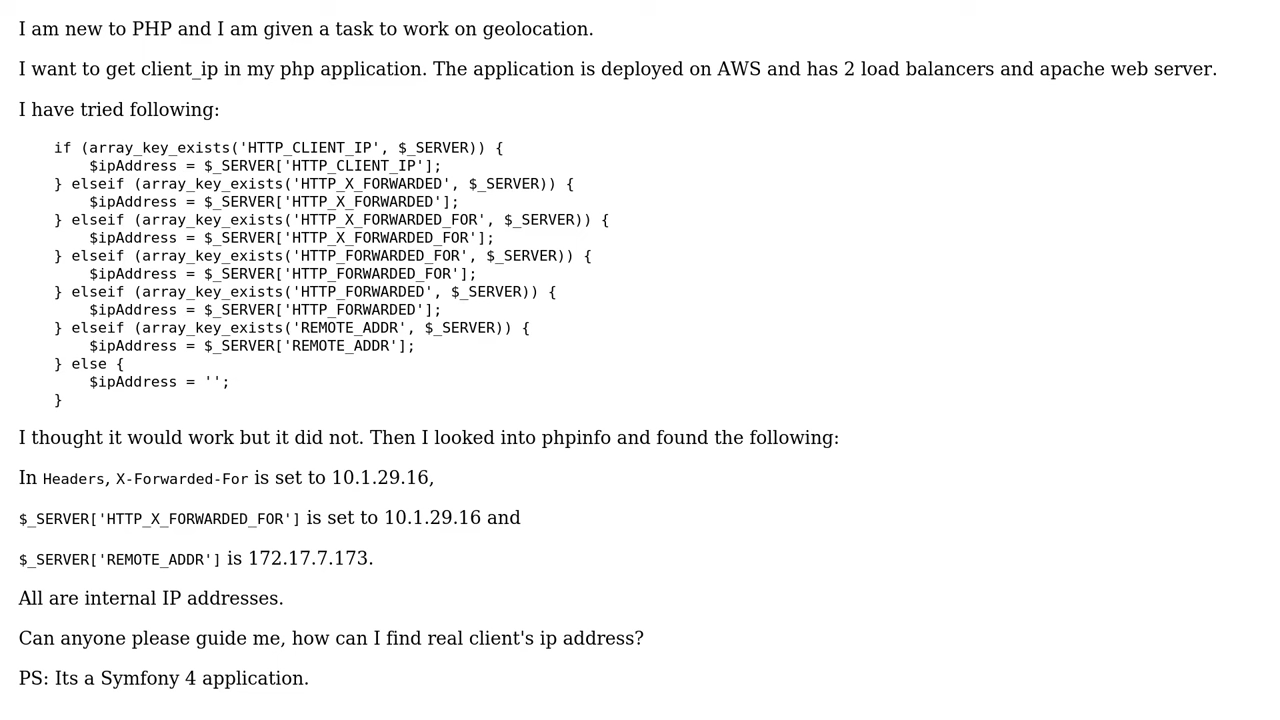 I am new to PHP and I am given a task to work on geolocation.
I want to get client_ip in my php application. The application is deployed on AWS and has 2 load balancers and apache web server.
I have tried following:
if (array_key_exists('HTTP_CLIENT_IP', $_SERVER)) {
    $ipAddress = $_SERVER['HTTP_CLIENT_IP'];
} elseif (array_key_exists('HTTP_X_FORWARDED', $_SERVER)) {
    $ipAddress = $_SERVER['HTTP_X_FORWARDED'];
} elseif (array_key_exists('HTTP_X_FORWARDED_FOR', $_SERVER)) {
    $ipAddress = $_SERVER['HTTP_X_FORWARDED_FOR'];
} elseif (array_key_exists('HTTP_FORWARDED_FOR', $_SERVER)) {
    $ipAddress = $_SERVER['HTTP_FORWARDED_FOR'];
} elseif (array_key_exists('HTTP_FORWARDED', $_SERVER)) {
    $ipAddress = $_SERVER['HTTP_FORWARDED'];
} elseif (array_key_exists('REMOTE_ADDR', $_SERVER)) {
    $ipAddress = $_SERVER['REMOTE_ADDR'];
} else {
    $ipAddress = '';
}
I thought it would work but it did not. Then I looked into phpinfo and found the following:
In Headers, X-Forwarded-For is set to 10.1.29.16,
$_SERVER['HTTP_X_FORWARDED_FOR'] is set to 10.1.29.16 and
$_SERVER['REMOTE_ADDR'] is 172.17.7.173.
All are internal IP addresses.
Can anyone please guide me, how can I find real client's ip address?
PS: Its a Symfony 4 application.